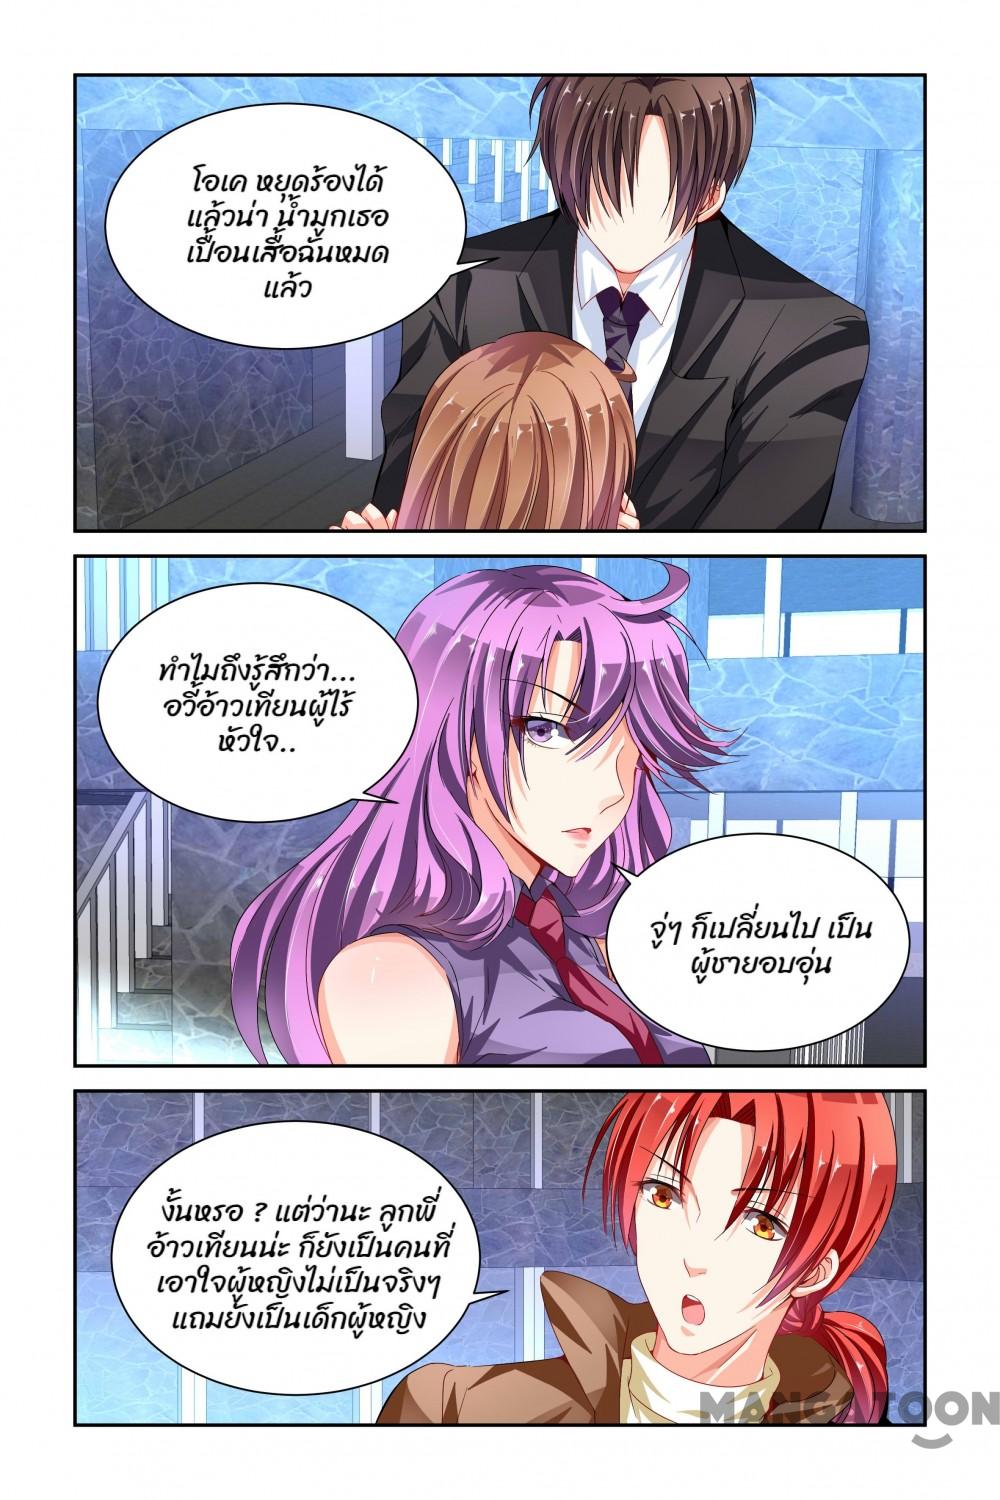 โอเค หยุดร้องได้
แล้วน่า น้ำมูกเธอ
เปื้อนเสื้อฉันหมด
แล้ว
ทำไมถึงรู้สึกว่า...
อวี้อ้าวเทียนผู้ไร้
หัวใจ..
จู่ๆ ก็เปลี่ยนไป เป็น
ผู้ชายอบอุ่น
งั้นหรอ ? แต่ว่านะ ลูกพี่
อ้าวเทียนน่ะ ก็ยังเป็นคนที่
เอาใจผู้หญิงไม่เป็นจริงๆ
แถมยังเป็นเด็กผู้หญิง
MANGATOON